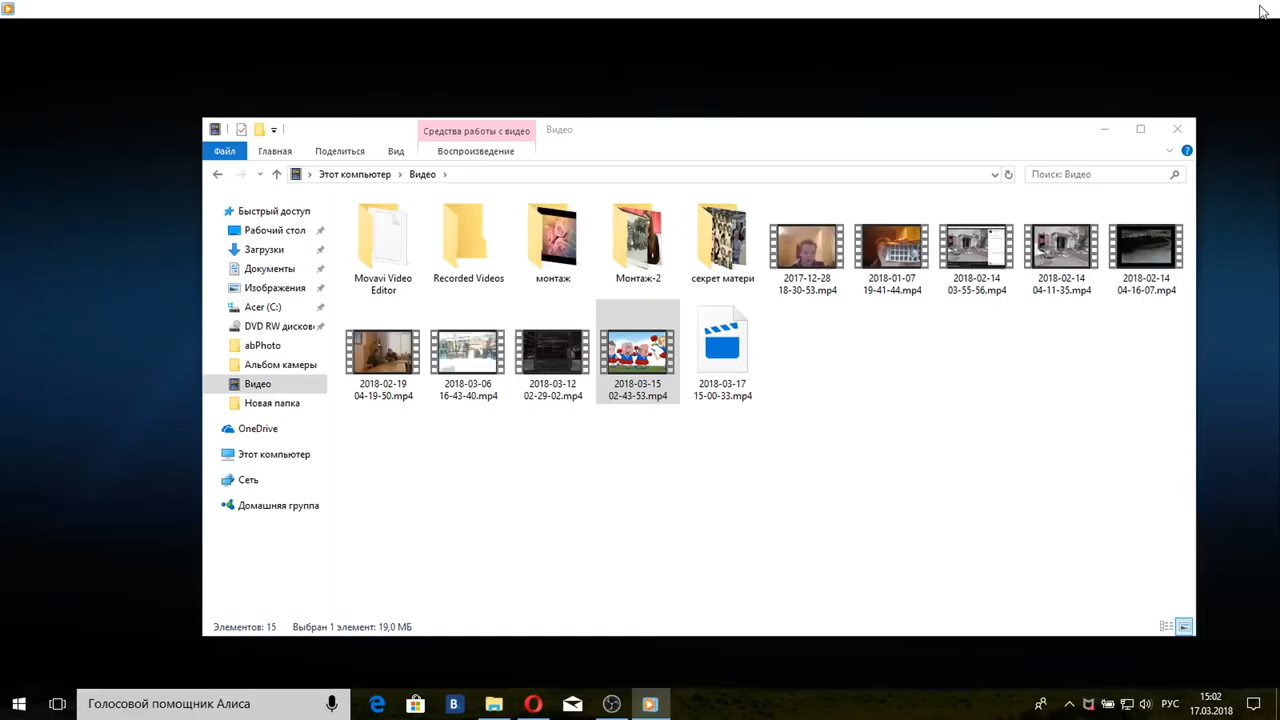 Средства работы с видео
Видео
Файл
Главная
Поделиться
Вид
Воспроизведение
Этот компьютер
Видео
Поиск: Видео
Быстрый доступ
Рабочий стол
Загрузки
Документы
Изображения
Acer (C:)
DVD RW дисково
abPhoto
Альбом камеры
Видео
Новая папка
OneDrive
Этот компьютер
Сеть
Домашняя группа
Movavi Video
Editor
Recorded Videos
монтаж
Монтаж-2
секрет матери
2017-12-28
18-30-53.mp4
2018-01-07
19-41-44.mp4
2018-02-14
03-55-56.mp4
2018-02-14
04-11-35.mp4
2018-02-14
04-16-07.mp4
2018-02-19
04-19-50.mp4
2018-03-06
16-43-40.mp4
2018-03-12
02-29-02.mp4
2018-03-15
02-43-53.mp4
2018-03-17
15-00-33.mp4
Элементов: 15
Выбран 1 элемент: 19,0 МБ
Голосовой помощник Алиса
B
РУС
15:02
17.03.2018